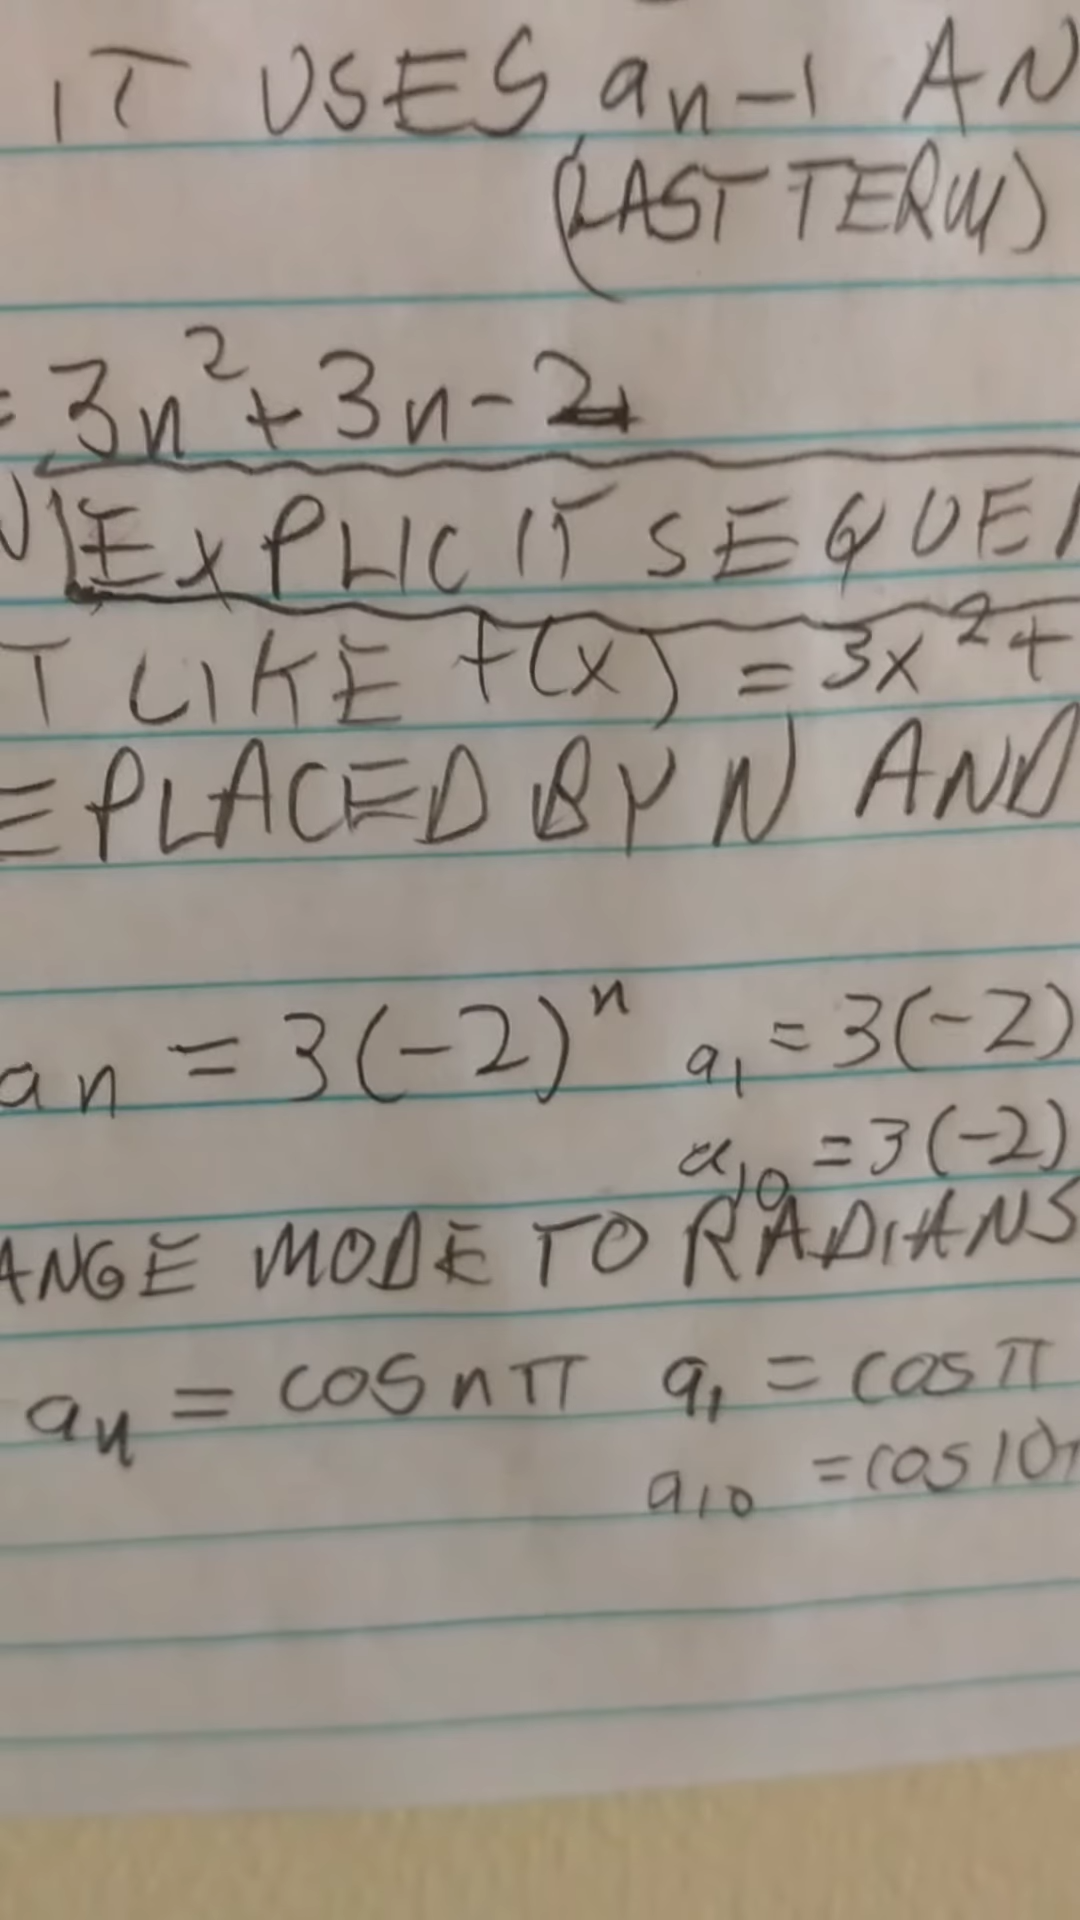 IT USES aₙ₋₁ AN
(LAST TERM)
= 3n² + 3n - 2
EXPLICIT SEQUE
T LIKE f(x) = 3x² +
EPLACED BY N AND
aₙ = 3(-2)ⁿ a₁ = 3(-2)
a₁₀ = 3(-2)
ANGE MODE TO RADIANS
aₙ = cos nπ a₁ = cos π
a₁₀ = cos 10π